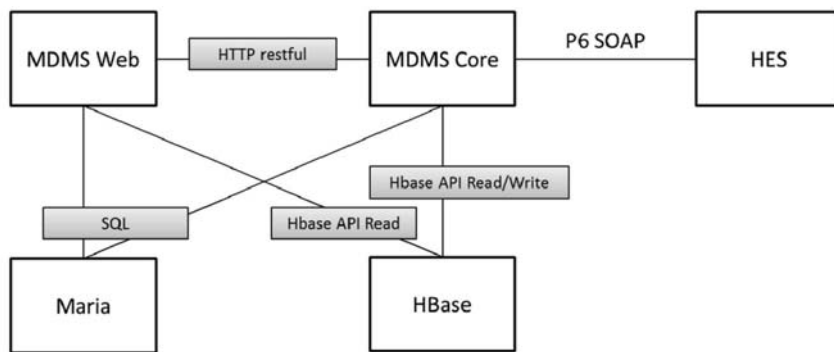 MDMS Web
HTTP restful
MDMS Core
P6 SOAP
HES
Hbase API Read/Write
SQL
Hbase API Read
Maria
HBase